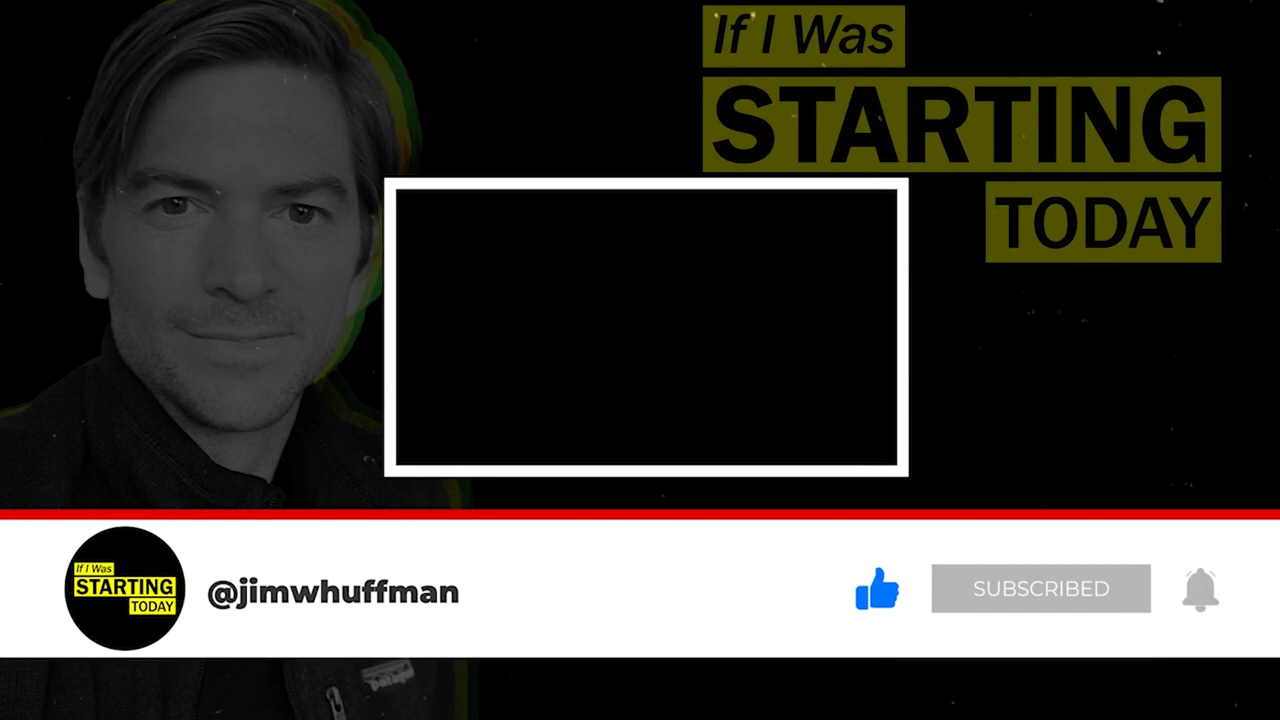 If I Was
STARTING
TODAY
If I Was
STARTING
TODAY
@jimwhuffman
SUBSCRIBED